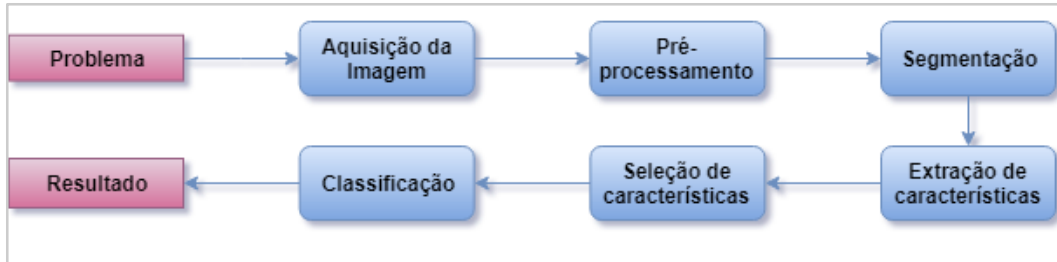 Problema
Aquisição da
Imagem
Pré-
processamento
Segmentação
Extração de
características
Seleção de
características
Classificação
Resultado